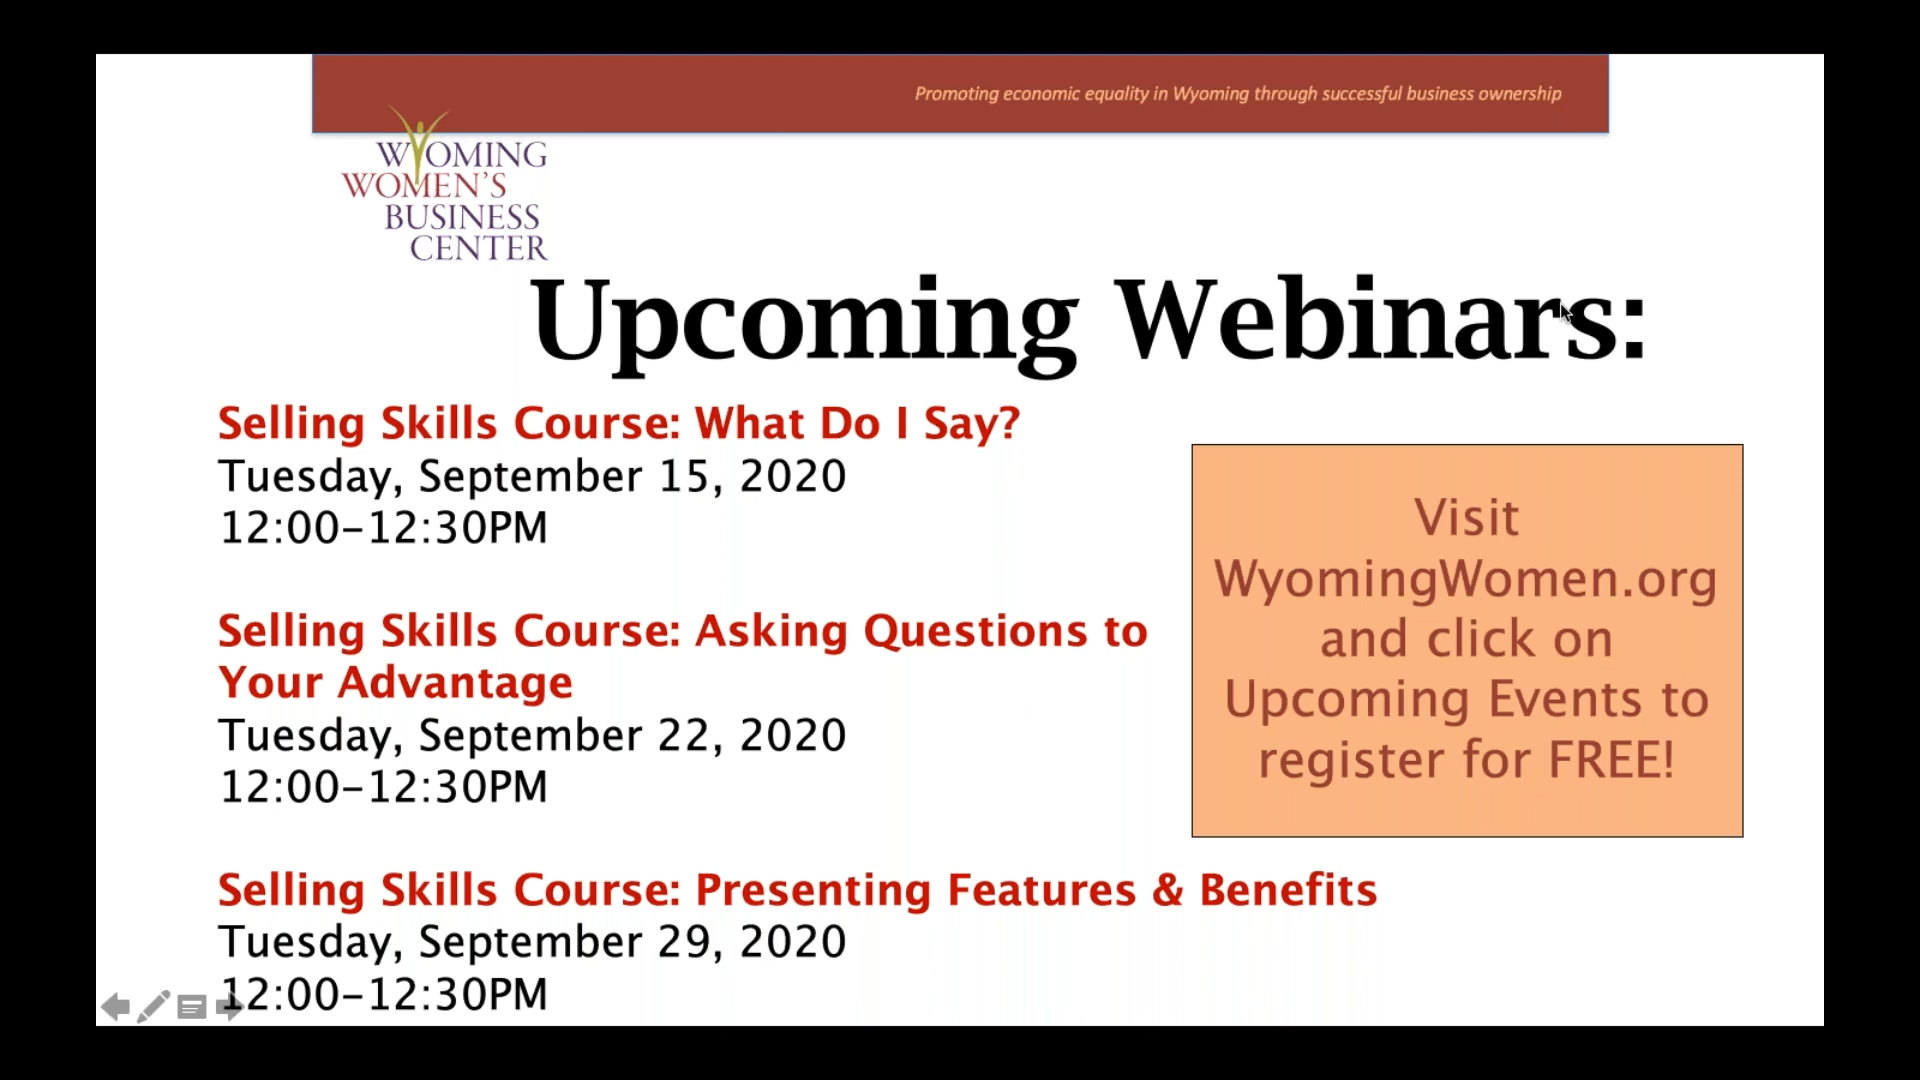 Promoting economic equality in Wyoming through successful business ownership
WYOMING
WOMEN'S
BUSINESS
CENTER
Upcoming Webinars:
Selling Skills Course: What Do I Say?
Tuesday, September 15, 2020
12:00-12:30PM
Selling Skills Course: Asking Questions to
Your Advantage
Tuesday, September 22, 2020
12:00-12:30PM
Selling Skills Course: Presenting Features & Benefits
Tuesday, September 29, 2020
12:00-12:30PM
Visit
WyomingWomen.org
and click on
Upcoming Events to
register for FREE!